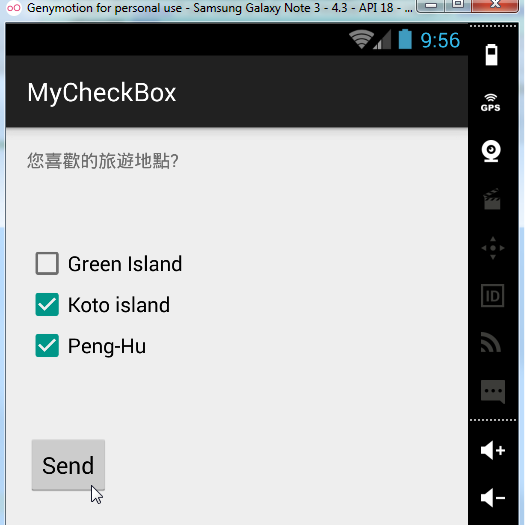 Genymotion for personal use - Samsung Galaxy Note 3 - 4.3 - API 18 - ...
9:56
MyCheckBox
GPS
您喜歡的旅遊地點?
Green Island
ID
Koto island
Peng-Hu
Send